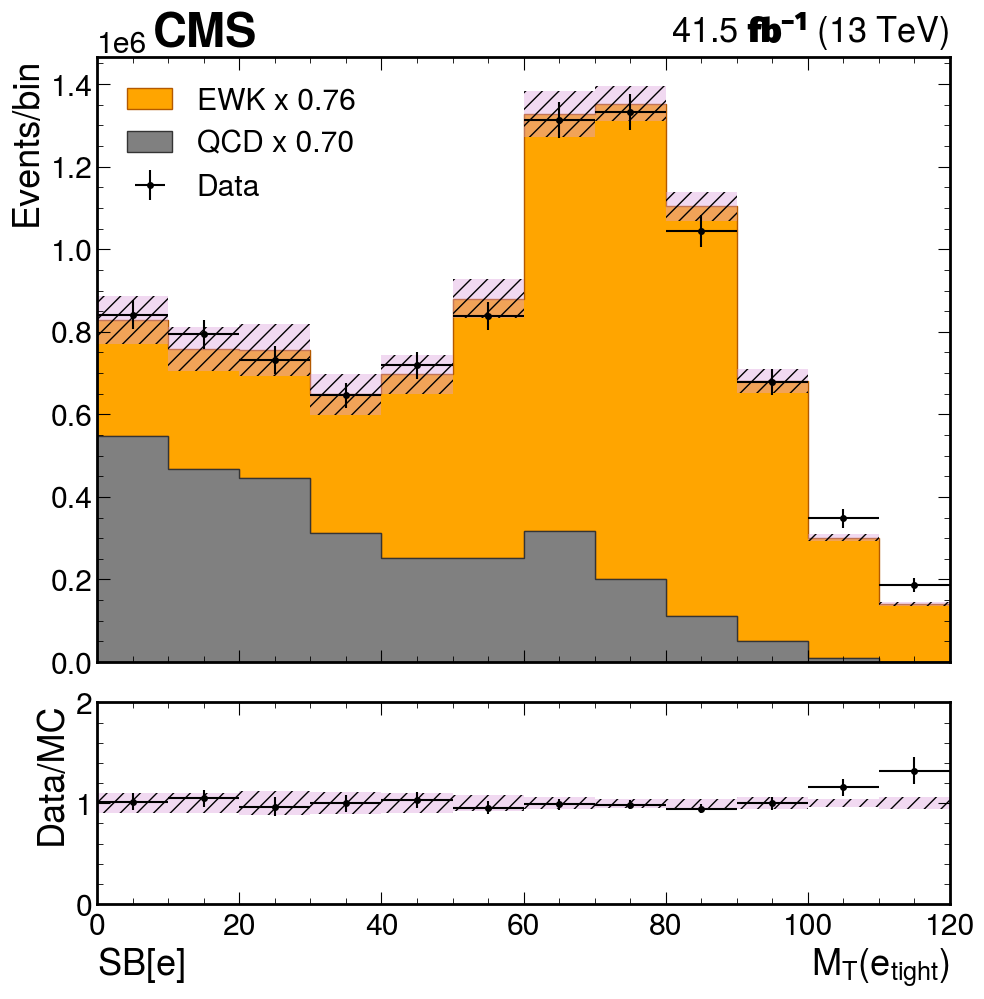 1e6 CMS 41.5 fb⁻¹ (13 TeV)
Events/bin
1.4
1.2
1.0
0.8
0.6
0.4
0.2
0.0
EWK x 0.76
QCD x 0.70
Data
Data/MC
2
1
0
0 20 40 60 80 100 120
SB[e] M_T(e_tight)